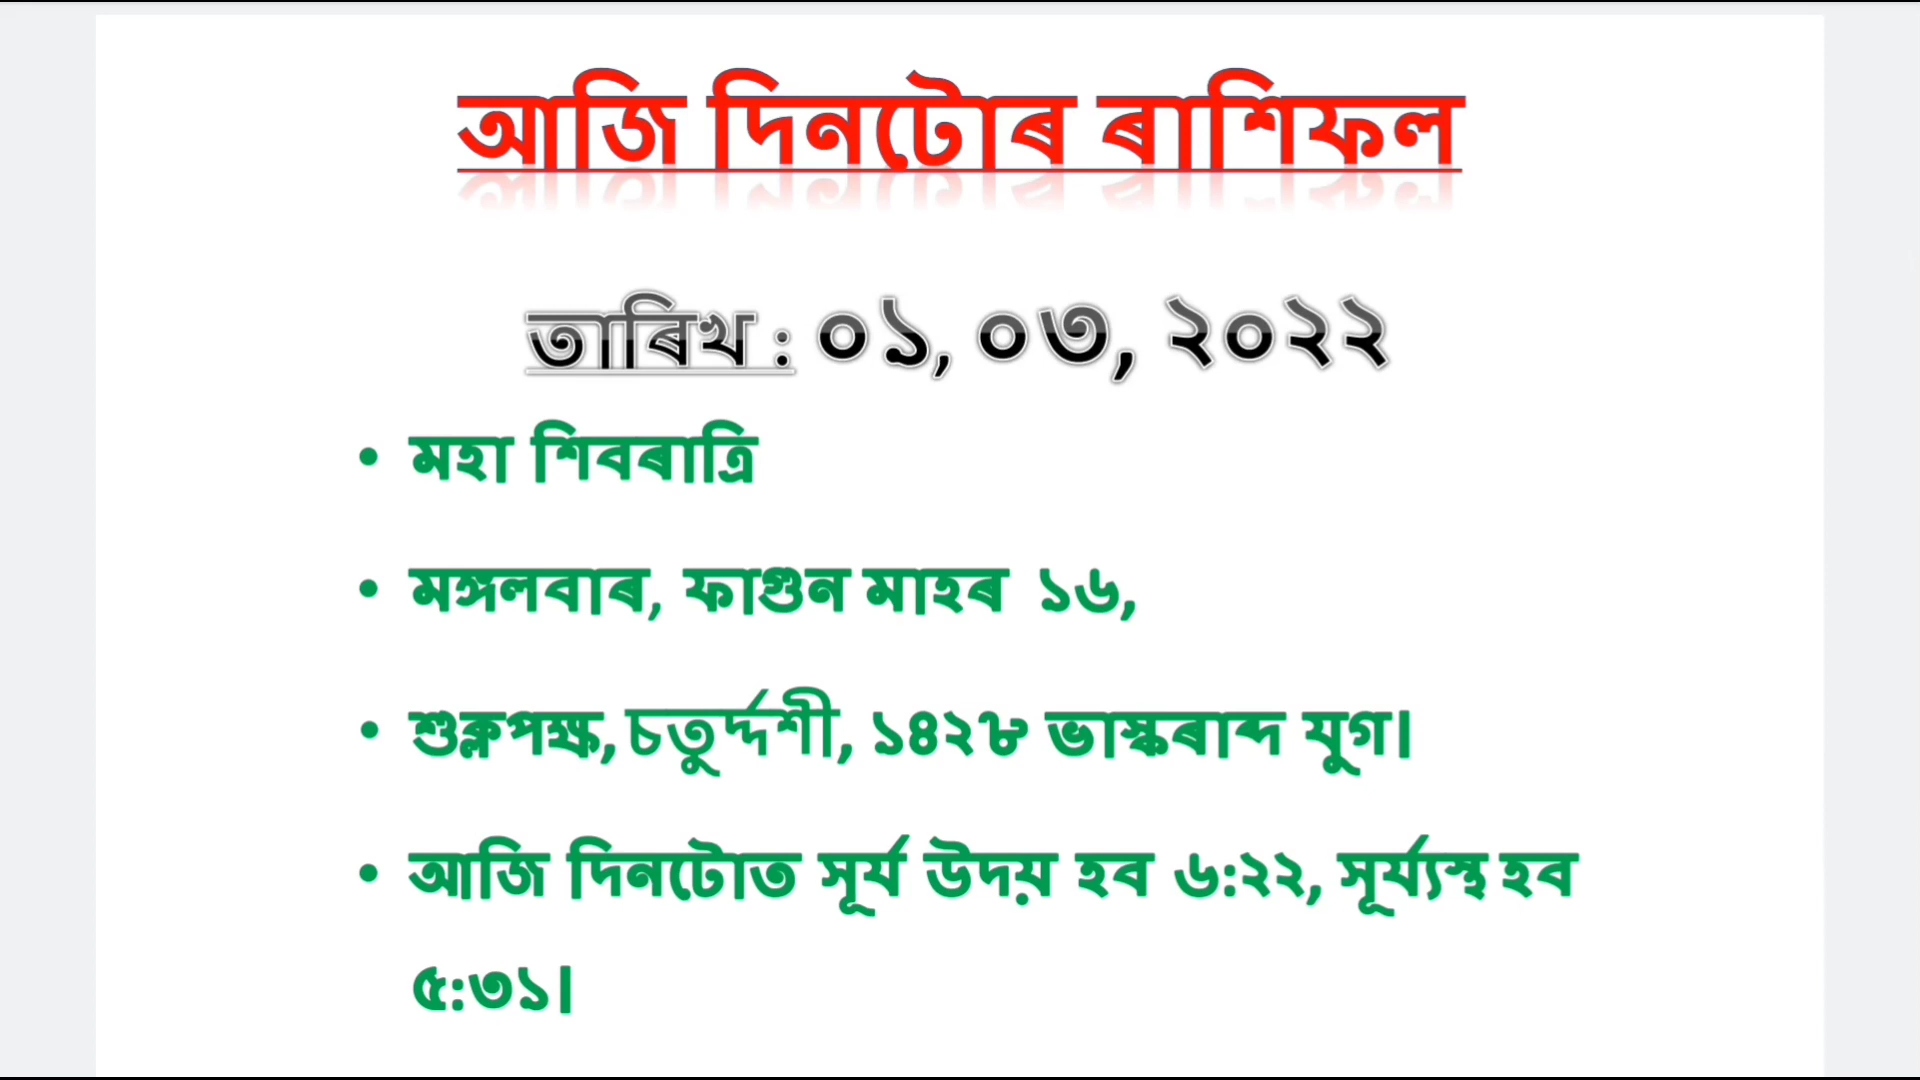 আজি দিনটোৰ ৰাশিফল
তাৰিখ : ০১, ০৩, ২০২২
• মহা শিবৰাত্ৰি
• মঙ্গলবাৰ, ফাগুন মাহৰ ১৬,
• শুক্লপক্ষ,চতুৰ্দ্দশী, ১৪২৮ ভাস্কৰাব্দ যুগ।
• আজি দিনটোত সূৰ্য উদয় হব ৬:২২, সূৰ্য্যস্থ হব
৫:৩১।